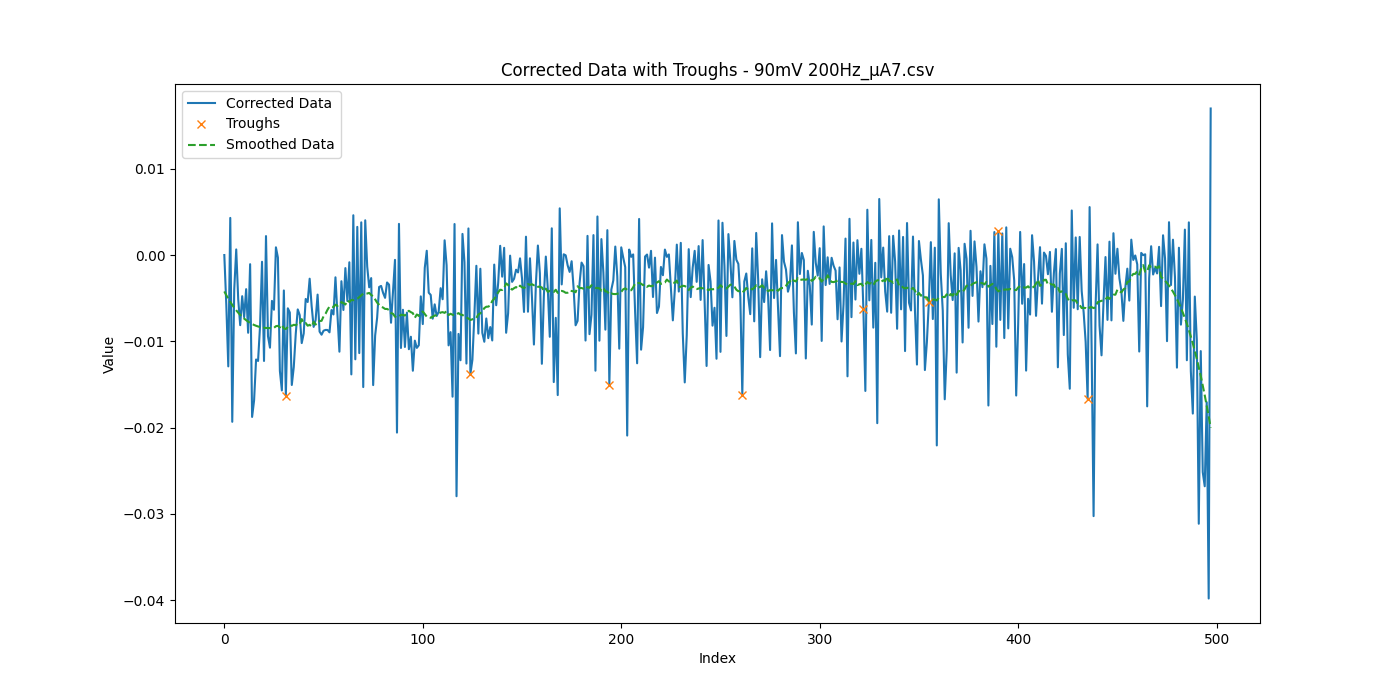 Corrected Data with Troughs - 90mV 200Hz_μA7.csv
Corrected Data
Troughs
Smoothed Data
Value
0.01
0.00
−0.01
−0.02
−0.03
−0.04
0 100 200 300 400 500
Index